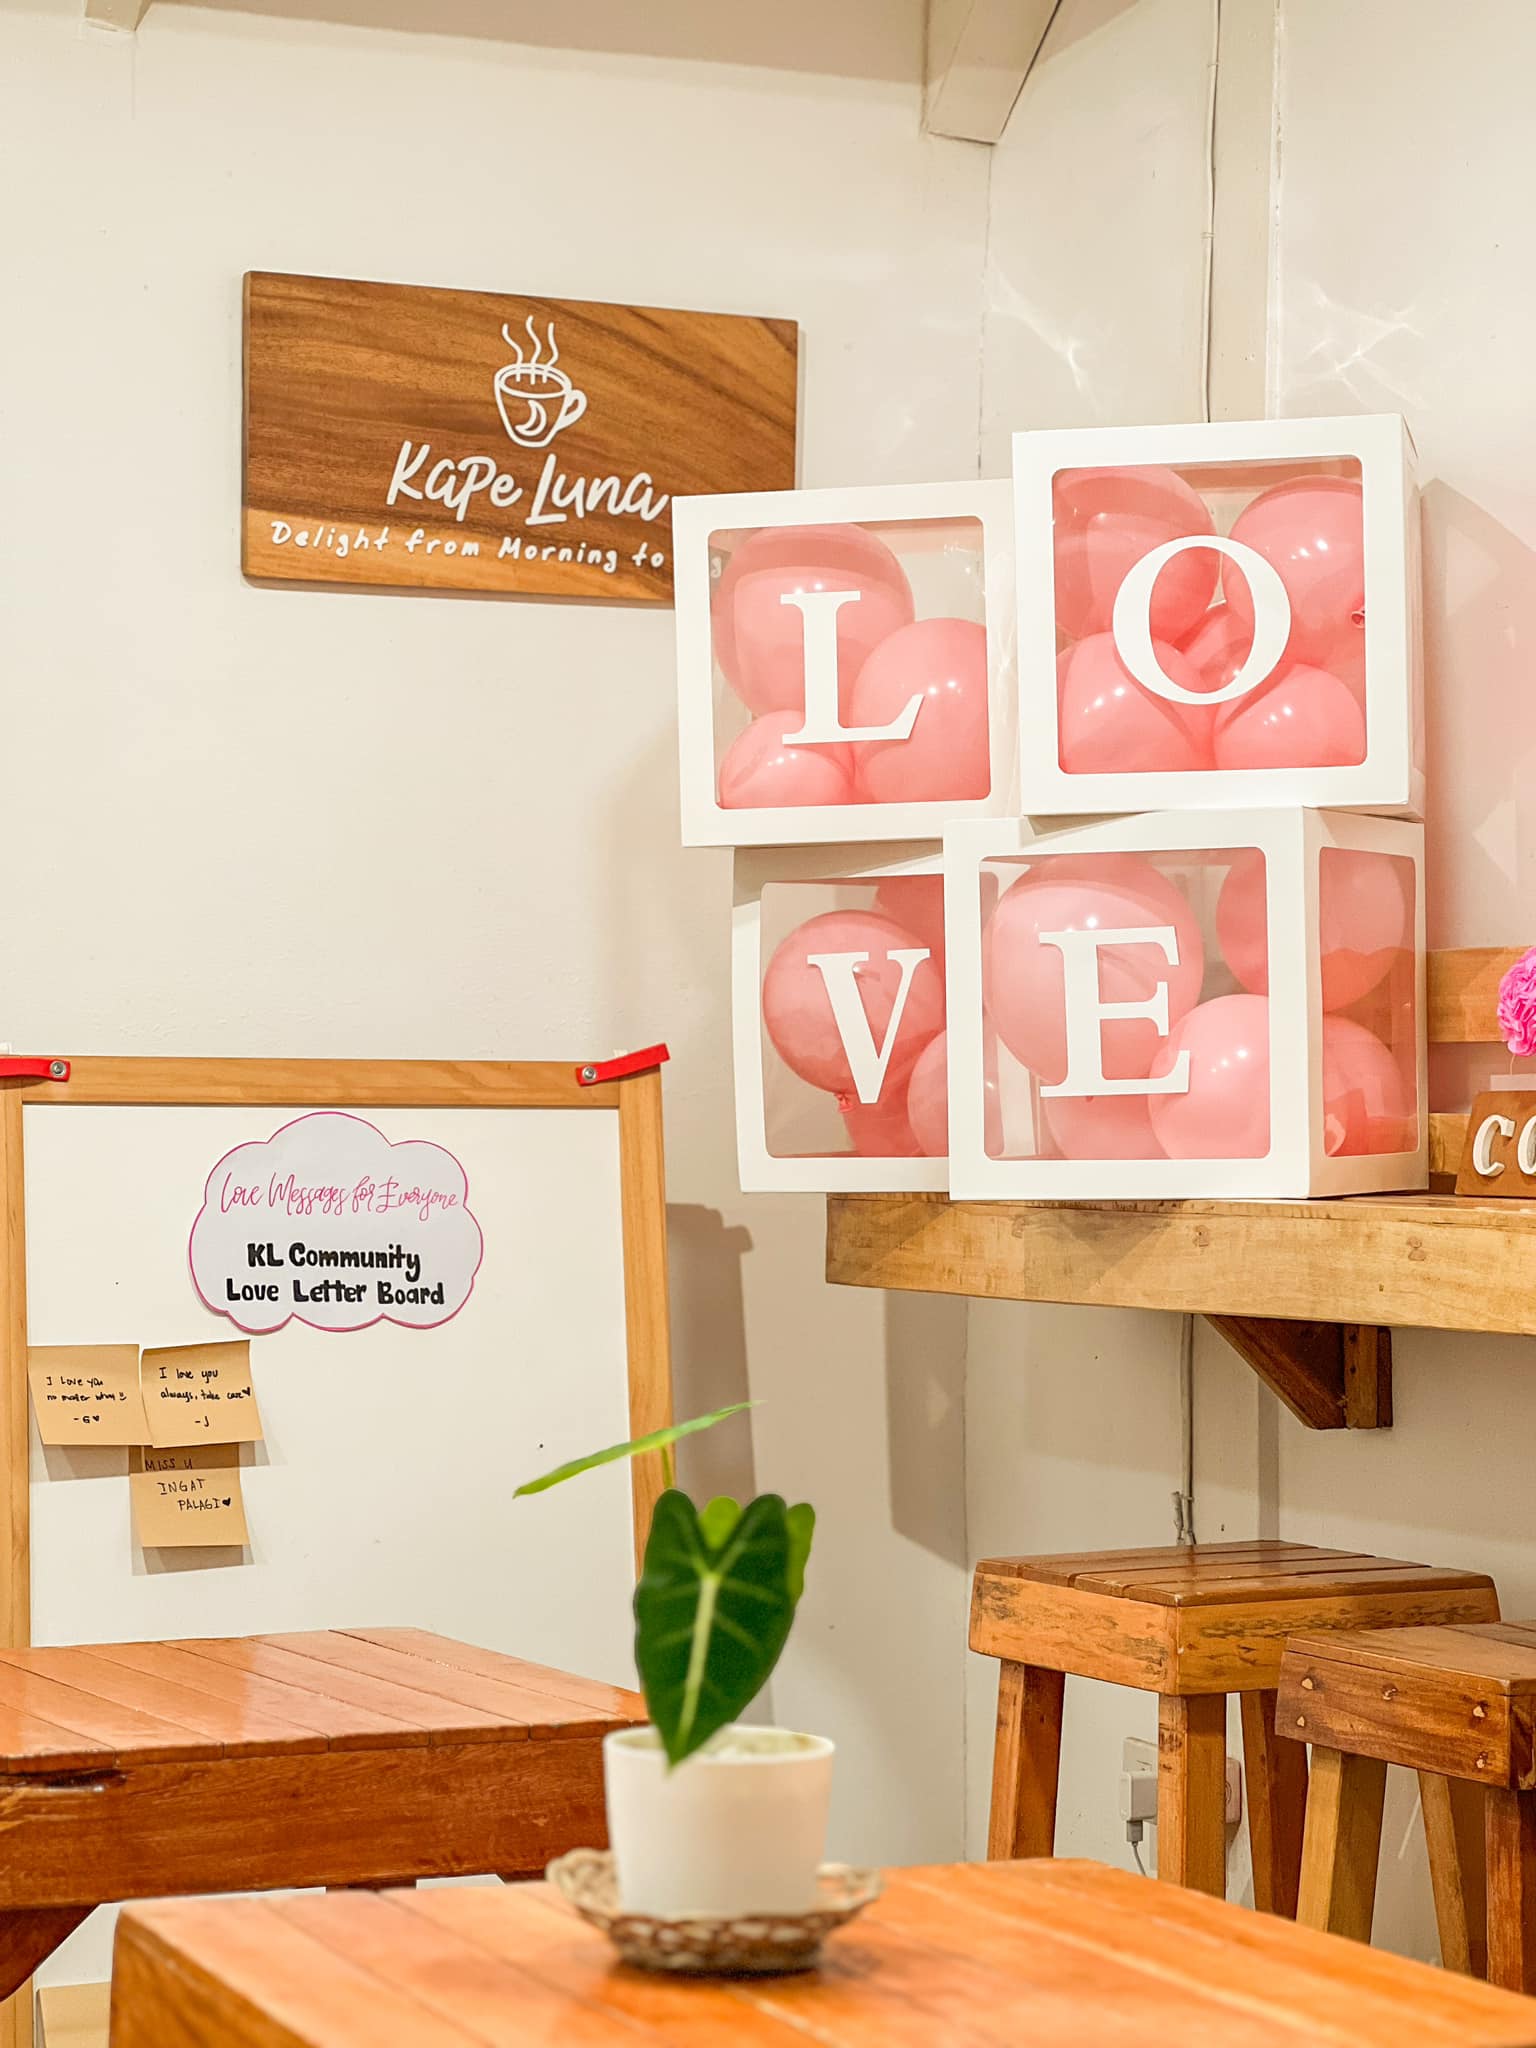 Kape Luna
Delight from Morning to
L
O
V
E
Love Messages for Everyone
KL Community
Love Letter Board
I Love you
no matter what
- G
I love you
always, take care
- J
MISS U
INGAT
PALAGI
CO